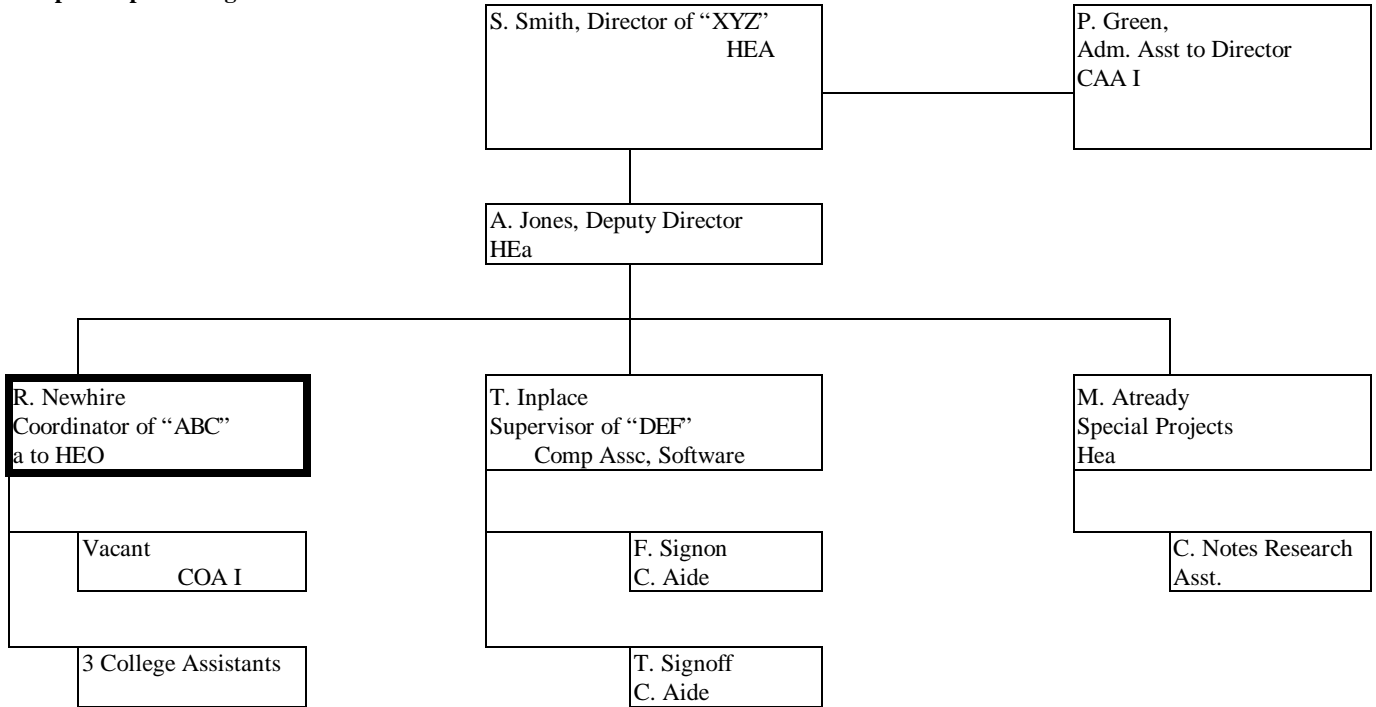 S. Smith, Director of “XYZ”
HEA
P. Green,
Adm. Asst to Director
CAA I
A. Jones, Deputy Director
HEa
R. Newhire
Coordinator of “ABC”
a to HEO
T. Inplace
Supervisor of “DEF”
Comp Assc, Software
M. Atready
Special Projects
Hea
Vacant
COA I
F. Signon
C. Aide
C. Notes Research
Asst.
3 College Assistants
T. Signoff
C. Aide